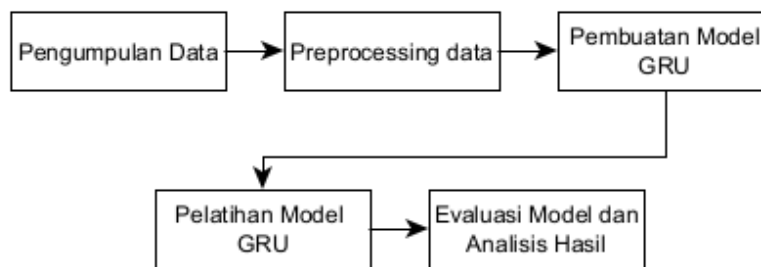 Pengumpulan Data
Preprocessing data
Pembuatan Model
GRU
Pelatihan Model
GRU
Evaluasi Model dan
Analisis Hasil